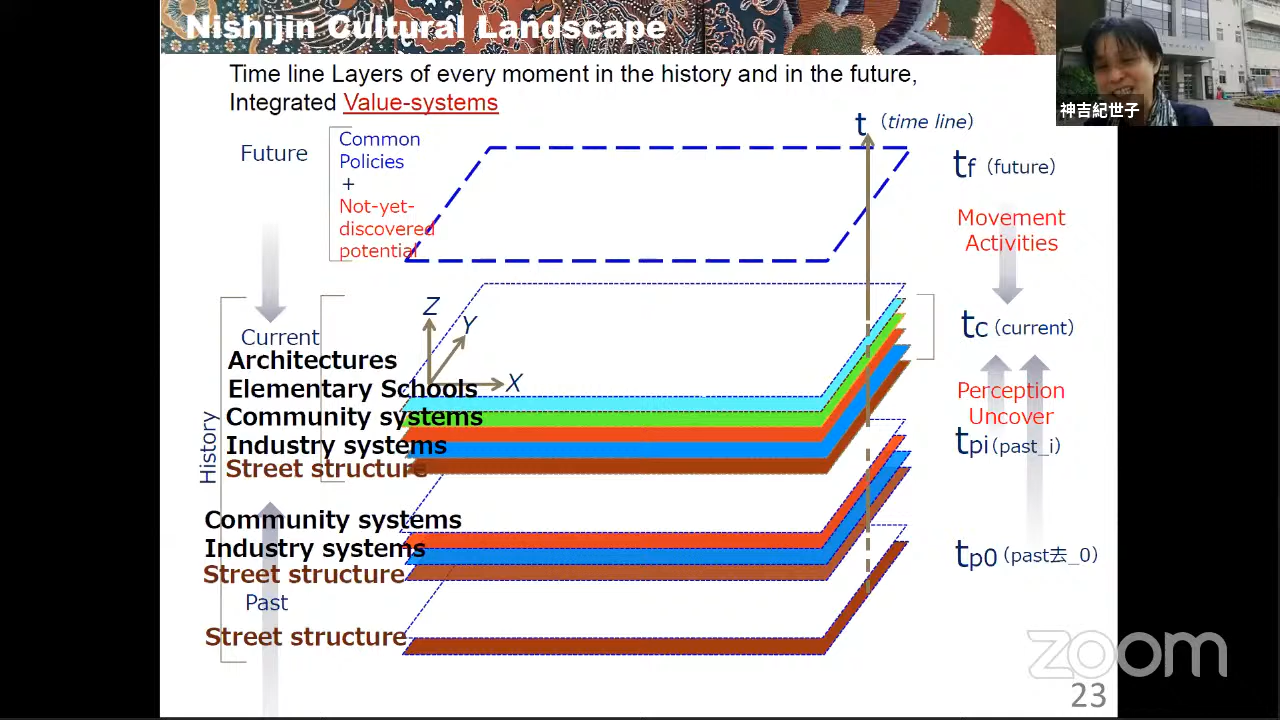 Nishijin Cultural Landscape
神吉紀世子
Time line Layers of every moment in the history and in the future,
Integrated Value-systems
t (time line)
Future
Common
Policies
+
Not-yet-
discovered
potential
tf (future)
Movement
Activities
Z
Y
X
tc (current)
Current
Architectures
Elementary Schools
Community systems
Industry systems
Street structure
History
Perception
Uncover
tpi (past_i)
Community systems
Industry systems
Street structure
tp0 (past去_0)
Past
Street structure
zoom
23